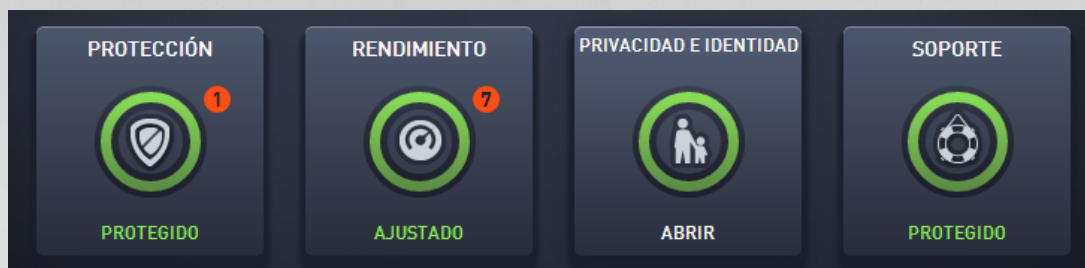 PROTECCIÓN
1
PROTEGIDO
RENDIMIENTO
7
AJUSTADO
PRIVACIDAD E IDENTIDAD
ABRIR
SOPORTE
PROTEGIDO